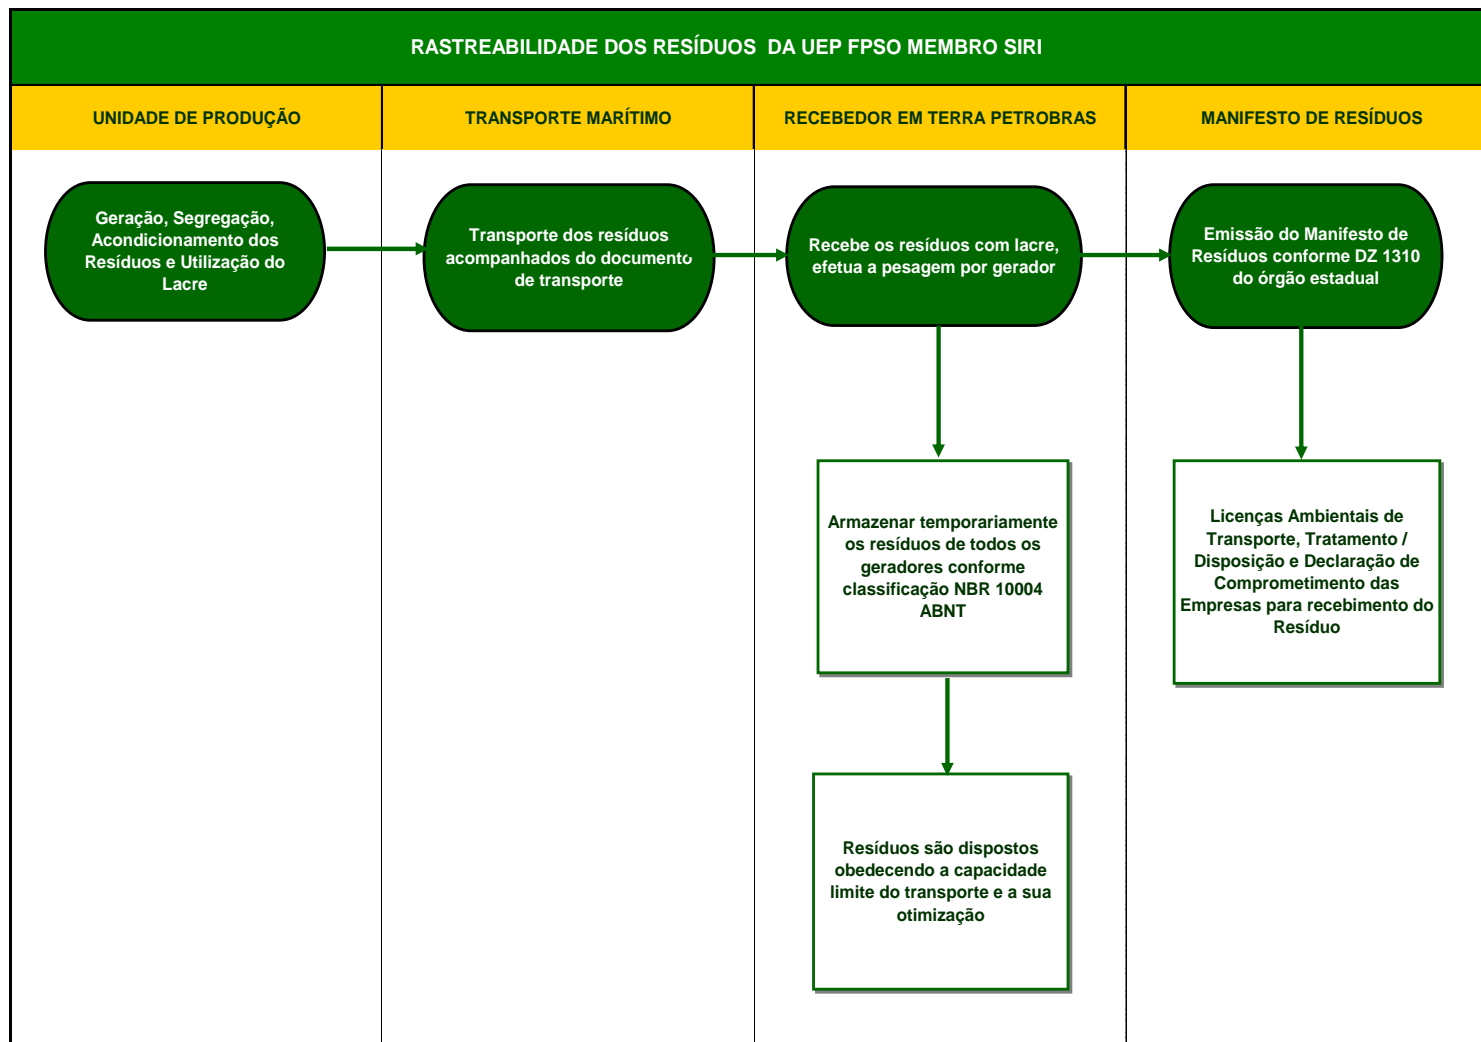 RASTREABILIDADE DOS RESÍDUOS DA UEP FPSO MEMBRO SIRI
UNIDADE DE PRODUÇÃO
TRANSPORTE MARÍTIMO
RECEBEDOR EM TERRA PETROBRAS
MANIFESTO DE RESÍDUOS
Geração, Segregação,
Acondicionamento dos
Resíduos e Utilização do
Lacre
Transporte dos resíduos
acompanhados do documento
de transporte
Recebe os resíduos com lacre,
efetua a pesagem por gerador
Emissão do Manifesto de
Resíduos conforme DZ 1310
do órgão estadual
Armazenar temporariamente
os resíduos de todos os
geradores conforme
classificação NBR 10004
ABNT
Licenças Ambientais de
Transporte, Tratamento /
Disposição e Declaração de
Comprometimento das
Empresas para recebimento do
Resíduo
Resíduos são dispostos
obedecendo a capacidade
limite do transporte e a sua
otimização